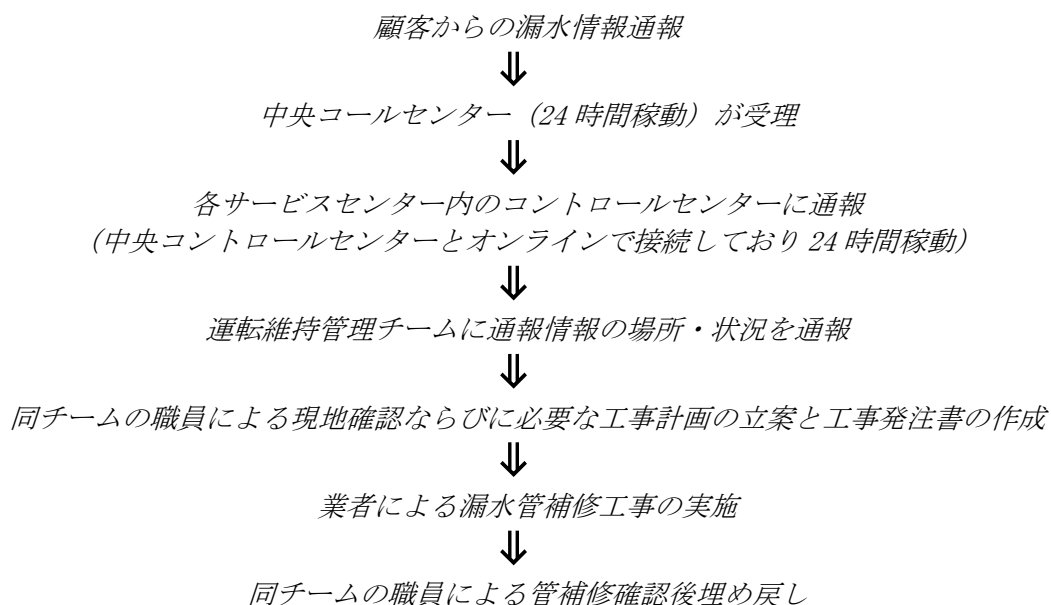 顧客からの漏水情報通報
⇓
中央コールセンター（24 時間稼動）が受理
⇓
各サービスセンター内のコントロールセンターに通報
（中央コントロールセンターとオンラインで接続しており 24 時間稼動）
⇓
運転維持管理チームに通報情報の場所・状況を通報
⇓
同チームの職員による現地確認ならびに必要な工事計画の立案と工事発注書の作成
⇓
業者による漏水管補修工事の実施
⇓
同チームの職員による管補修確認後埋め戻し